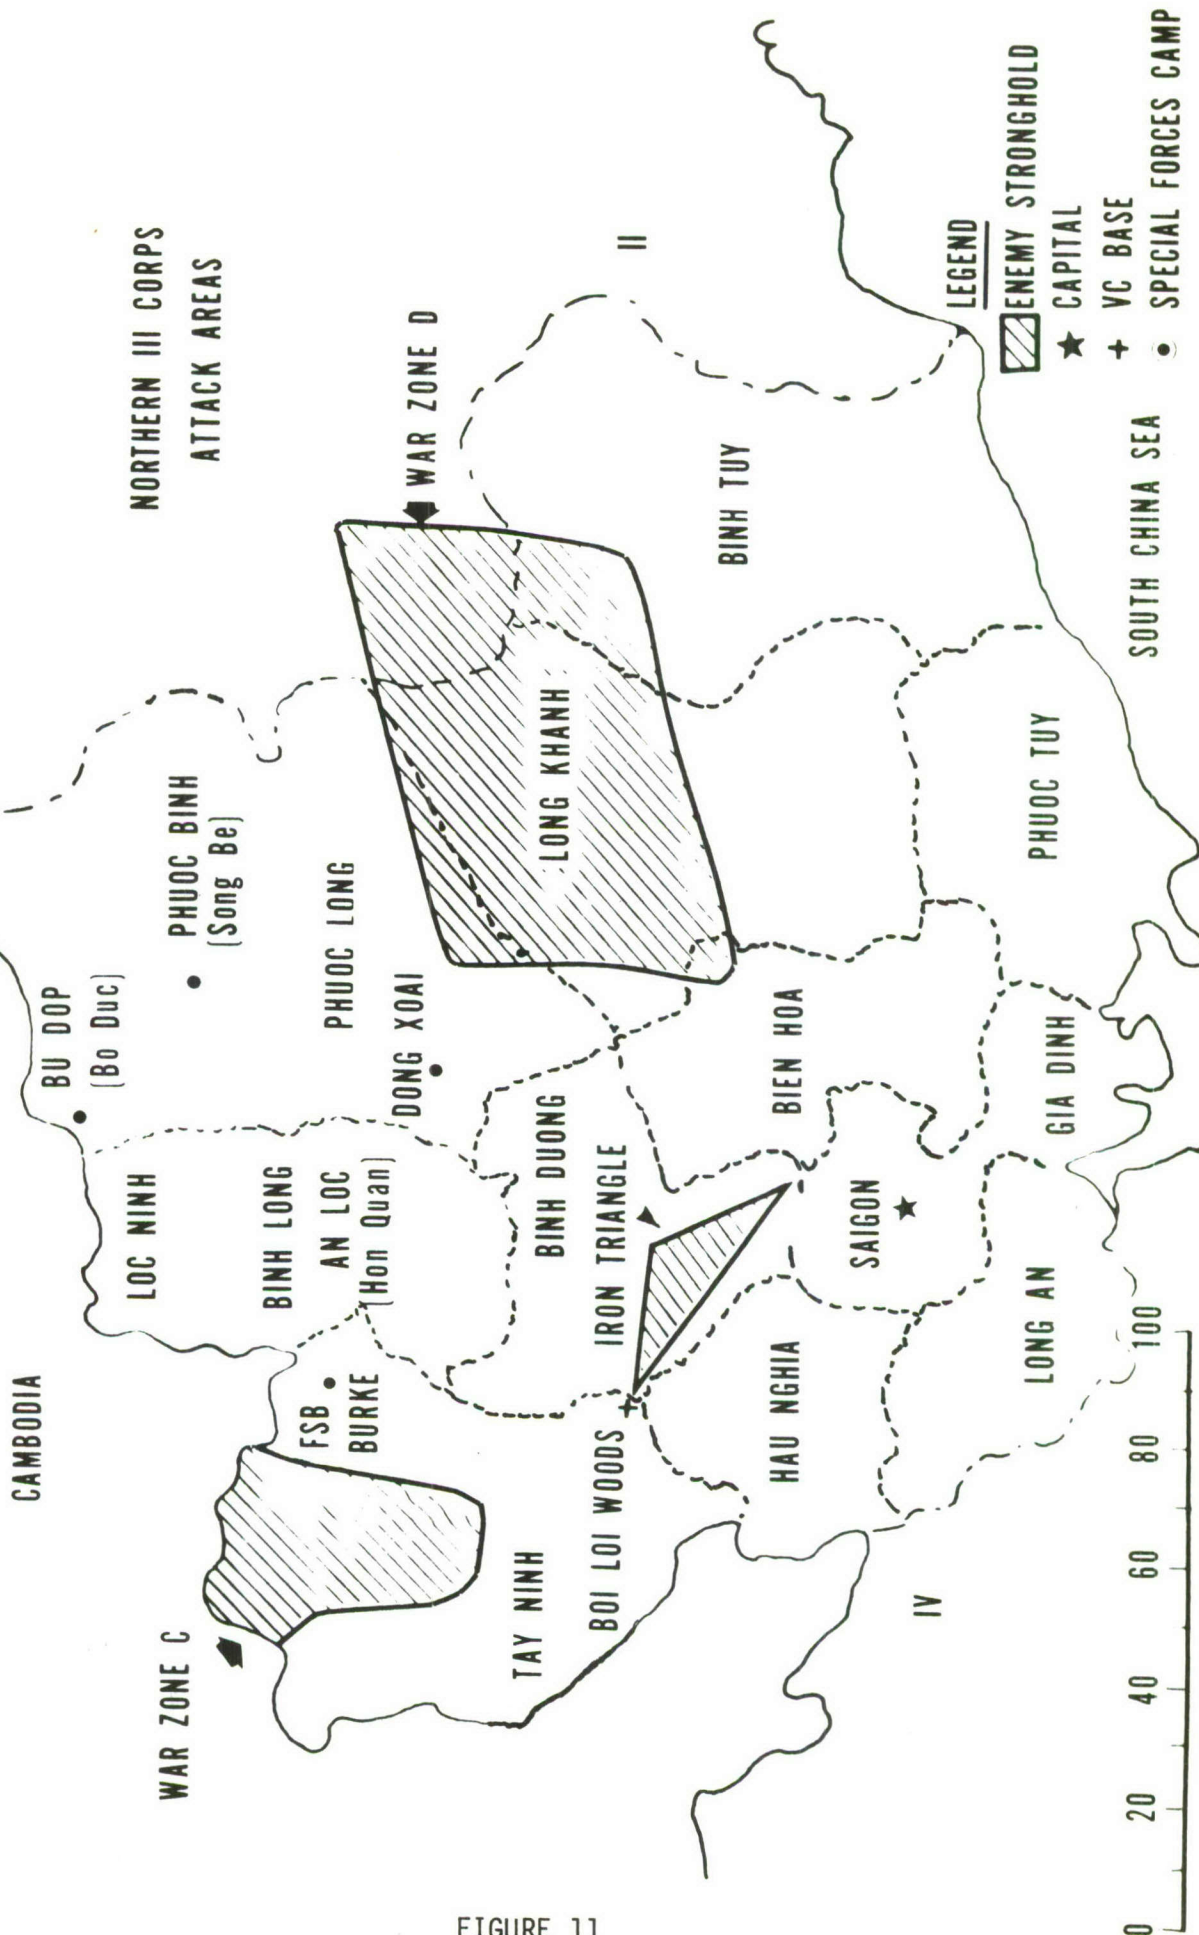 NORTHERN III CORPS
ATTACK AREAS
CAMBODIA
BU DOP
(Bo Duc)
PHUOC BINH
(Song Be)
LOC NINH
WAR ZONE C
BINH LONG
AN LOC
(Hon Quan)
FSB
BURKE
PHUOC LONG
DONG XOAI
WAR ZONE D
TAY NINH
BINH DUONG
LONG KHANH
BOI LOI WOODS
IRON TRIANGLE
II
BINH TUY
HAU NGHIA
BIEN HOA
SAIGON
IV
LONG AN
GIA DINH
PHUOC TUY
SOUTH CHINA SEA
LEGEND
ENEMY STRONGHOLD
CAPITAL
VC BASE
SPECIAL FORCES CAMP
0 20 40 60 80 100
FIGURE 11